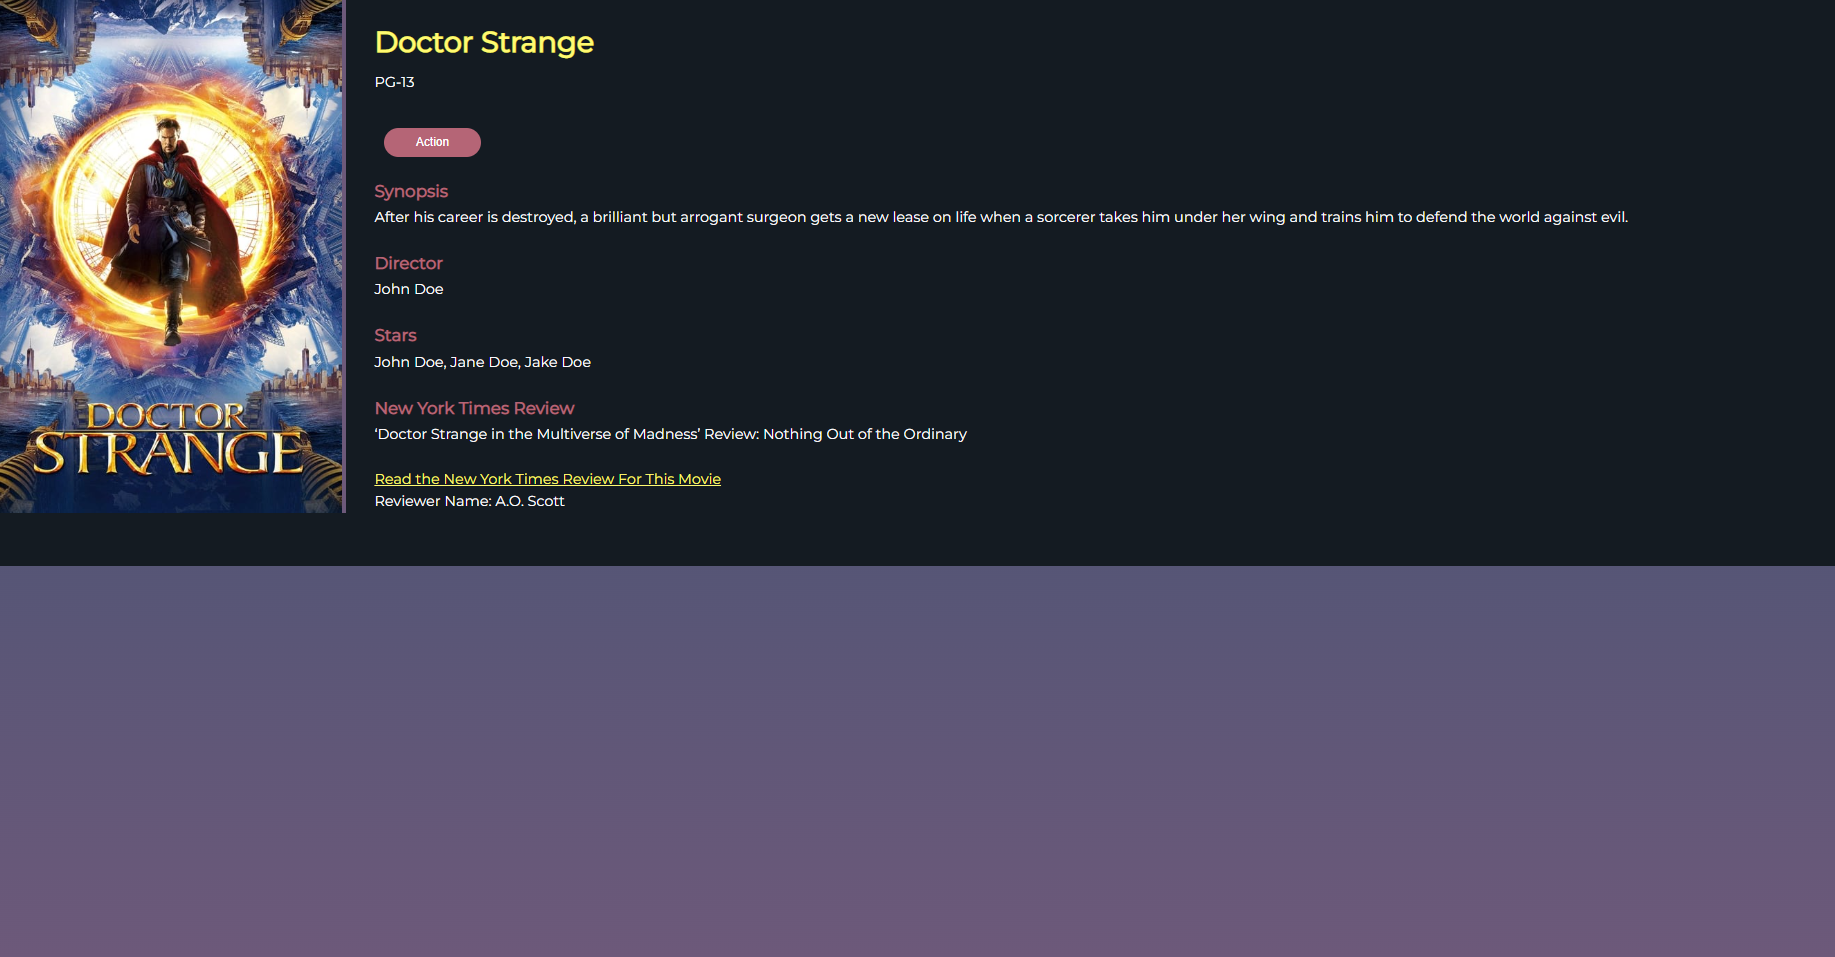 DOCTOR
STRANGE
Doctor Strange
PG-13
Action
Synopsis
After his career is destroyed, a brilliant but arrogant surgeon gets a new lease on life when a sorcerer takes him under her wing and trains him to defend the world against evil.
Director
John Doe
Stars
John Doe, Jane Doe, Jake Doe
New York Times Review
‘Doctor Strange in the Multiverse of Madness’ Review: Nothing Out of the Ordinary
Read the New York Times Review For This Movie
Reviewer Name: A.O. Scott